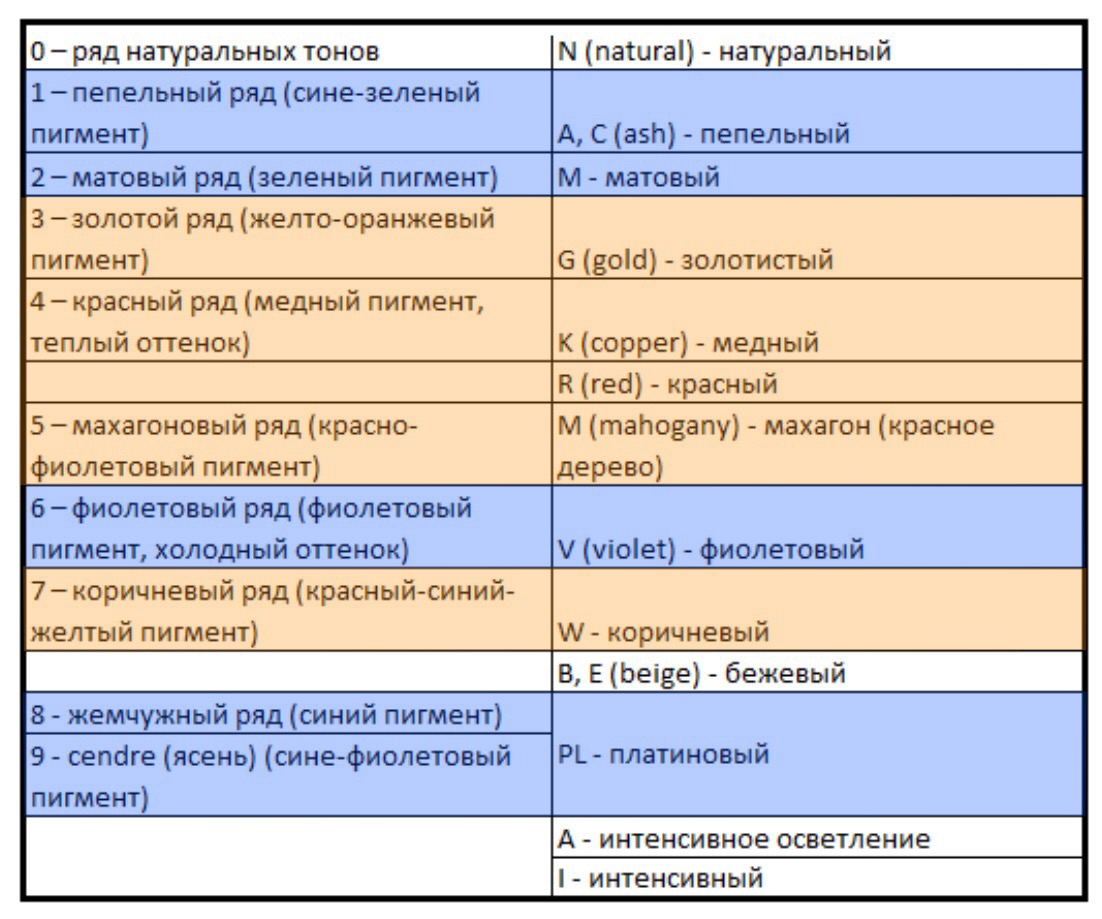 0 – ряд натуральных тонов
N (natural) - натуральный
1 – пепельный ряд (сине-зеленый
пигмент)
A, C (ash) - пепельный
2 – матовый ряд (зеленый пигмент)
M - матовый
3 – золотой ряд (желто-оранжевый
пигмент)
G (gold) - золотистый
4 – красный ряд (медный пигмент,
теплый оттенок)
K (copper) - медный
R (red) - красный
5 – махагоновый ряд (красно-
фиолетовый пигмент)
M (mahogany) - махагон (красное
дерево)
6 – фиолетовый ряд (фиолетовый
пигмент, холодный оттенок)
V (violet) - фиолетовый
7 – коричневый ряд (красный-синий-
желтый пигмент)
W - коричневый
B, E (beige) - бежевый
8 - жемчужный ряд (синий пигмент)
9 - cendre (ясень) (сине-фиолетовый
пигмент)
PL - платиновый
A - интенсивное осветление
I - интенсивный